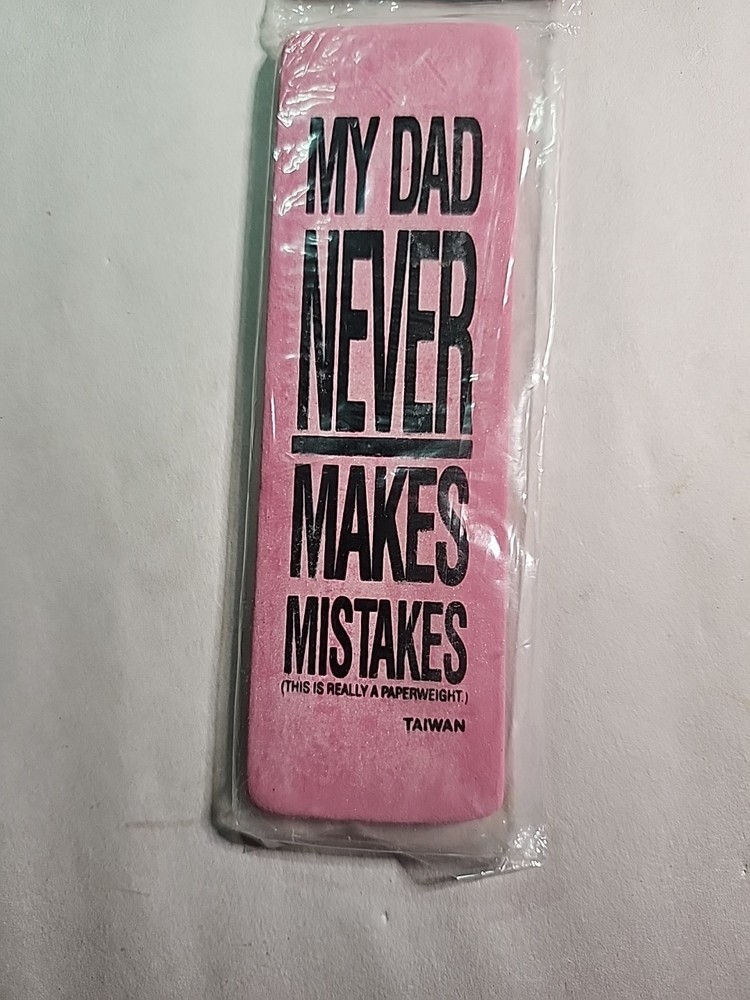 MY DAD
NEVER
MAKES
MISTAKES
(THIS IS REALLY A PAPERWEIGHT.)
TAIWAN